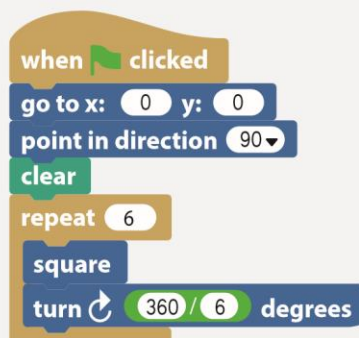 when clicked
go to x: 0 y: 0
point in direction 90
clear
repeat 6
square
turn 360 / 6 degrees